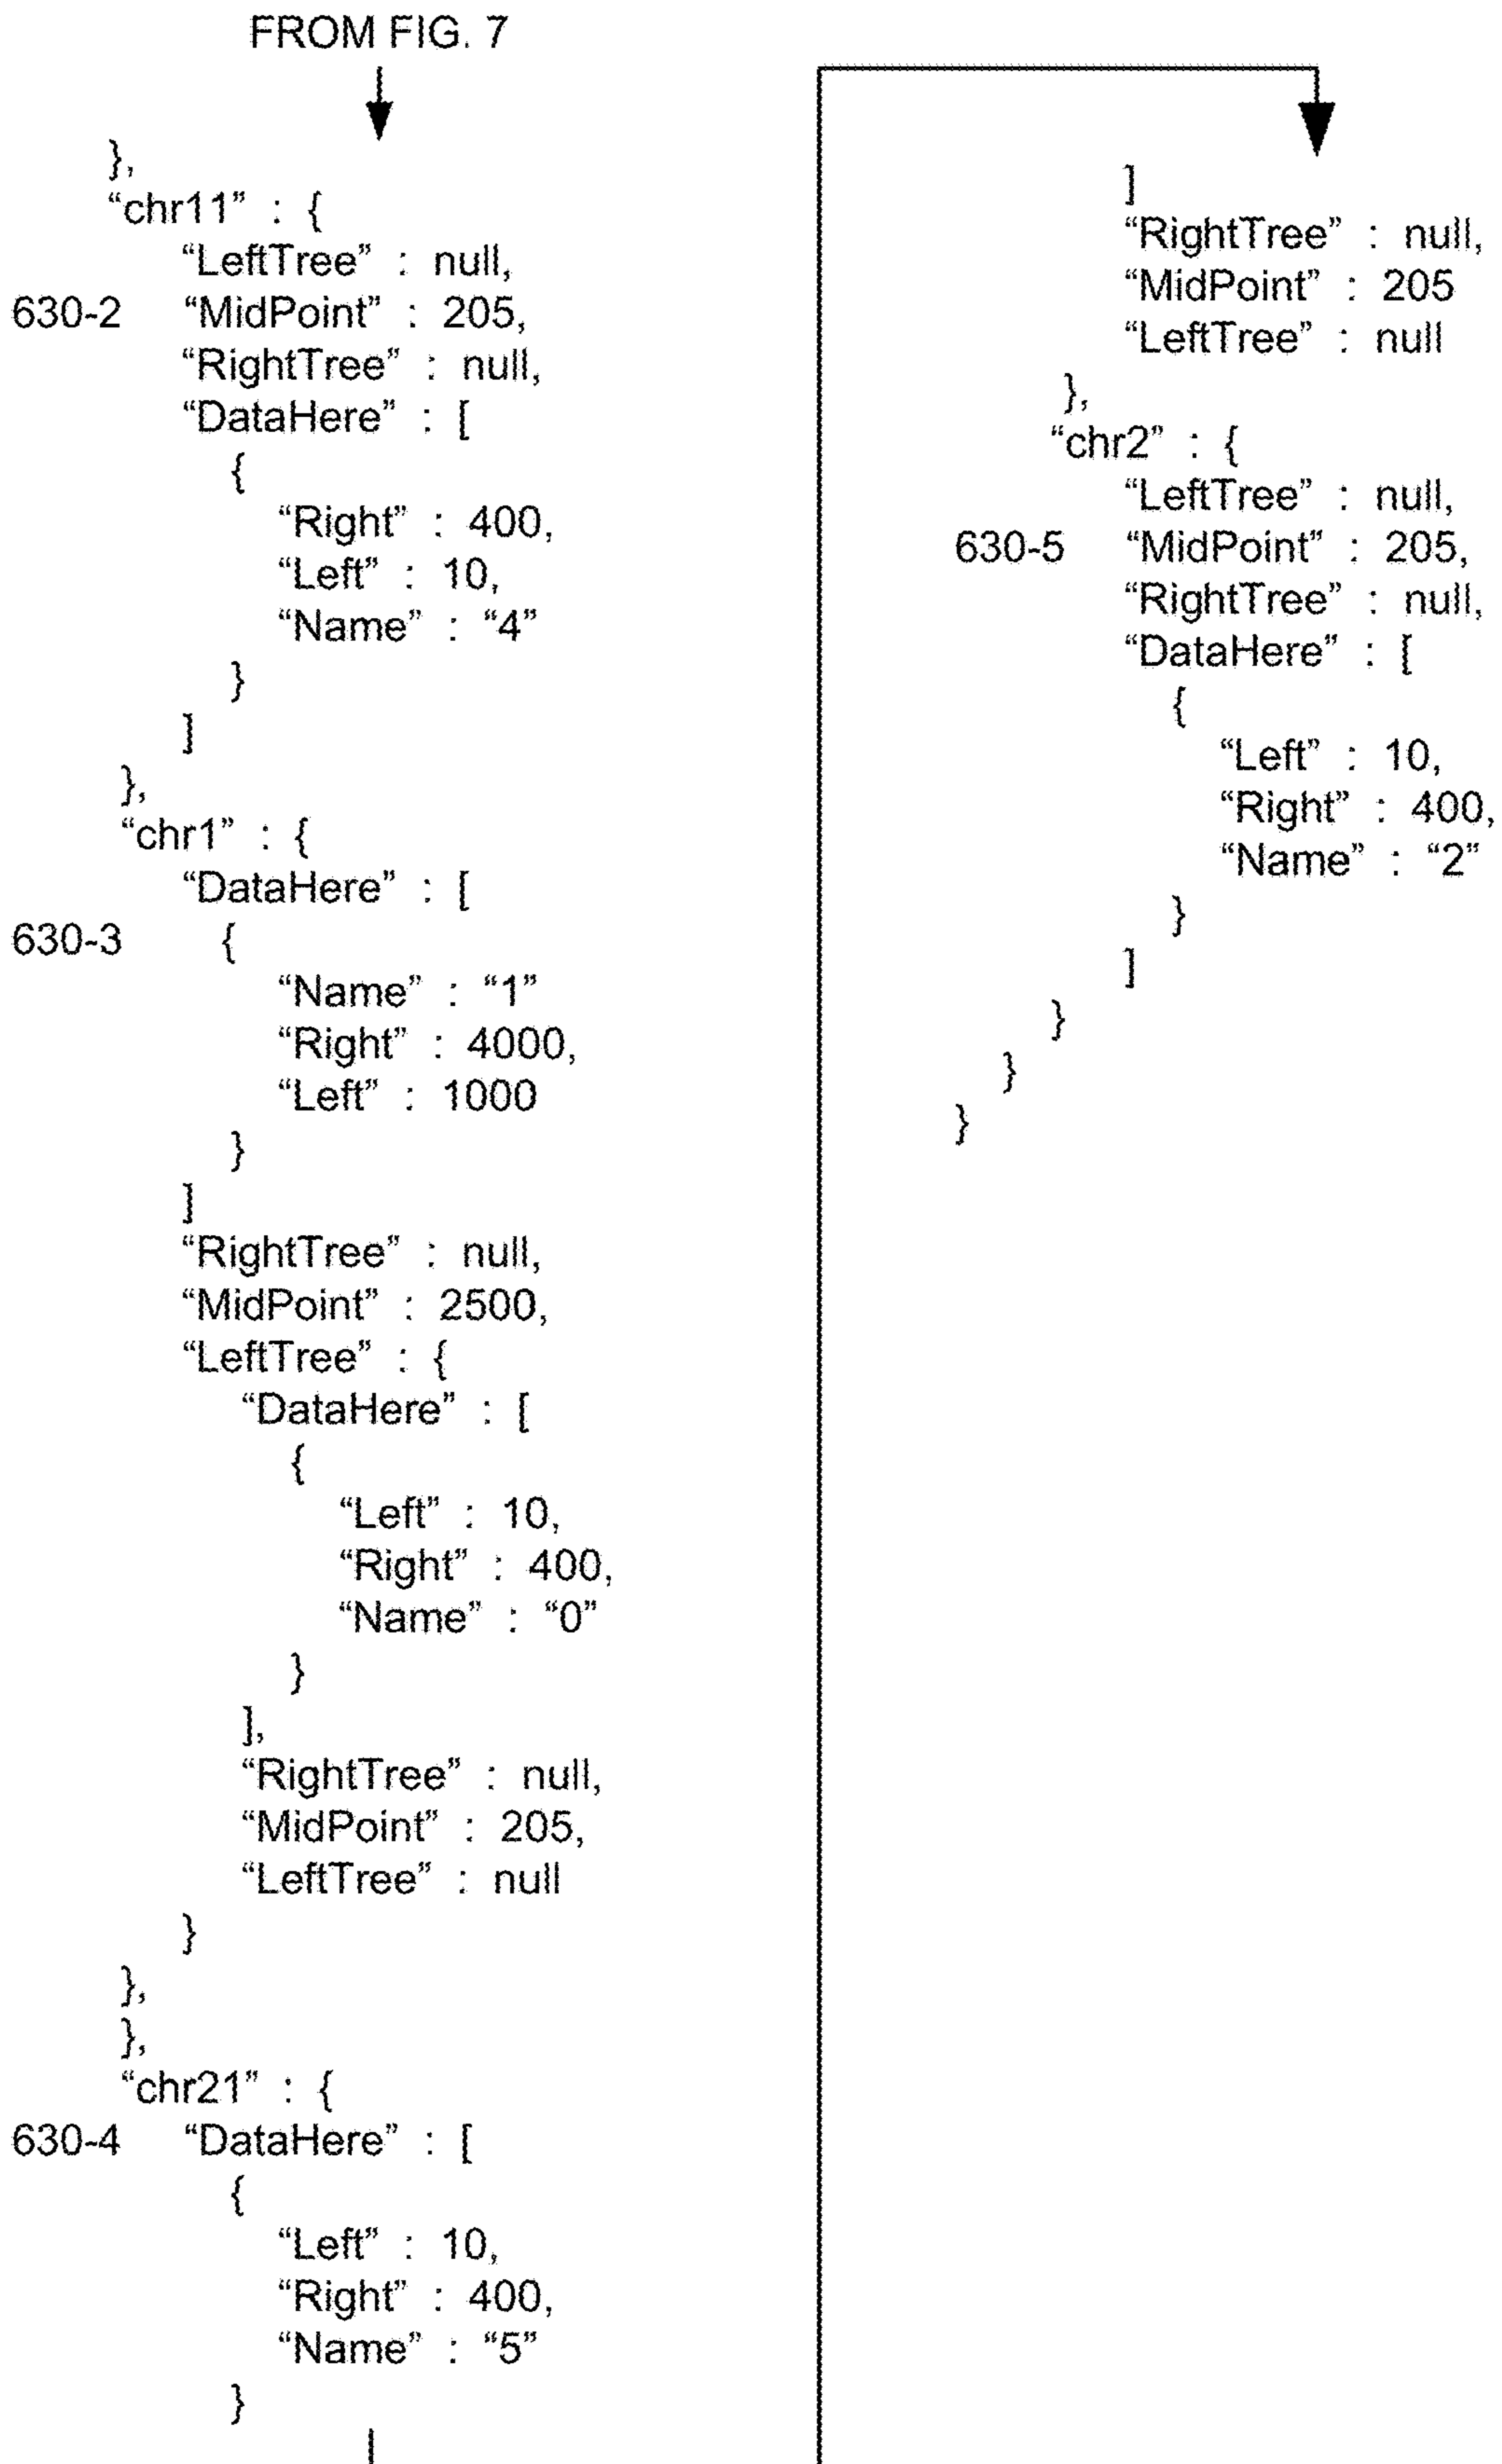 FROM FIG. 7
},
“chr11” : {
“LeftTree” : null,
630-2 “MidPoint” : 205,
“RightTree” : null,
“DataHere” : [
{
“Right” : 400,
“Left” : 10,
“Name” : “4”
}
]
},
“chr1” : {
“DataHere” : [
630-3 {
“Name” : “1”
“Right” : 4000,
“Left” : 1000
}
]
“RightTree” : null,
“MidPoint” : 2500,
“LeftTree” : {
“DataHere” : [
{
“Left” : 10,
“Right” : 400,
“Name” : “0”
}
],
“RightTree” : null,
“MidPoint” : 205,
“LeftTree” : null
}
},
},
“chr21” : {
630-4 “DataHere” : [
{
“Left” : 10,
“Right” : 400,
“Name” : “5”
}
]
“RightTree” : null,
“MidPoint” : 205
“LeftTree” : null
},
“chr2” : {
“LeftTree” : null,
630-5 “MidPoint” : 205,
“RightTree” : null,
“DataHere” : [
{
“Left” : 10,
“Right” : 400,
“Name” : “2”
}
]
}
}
}